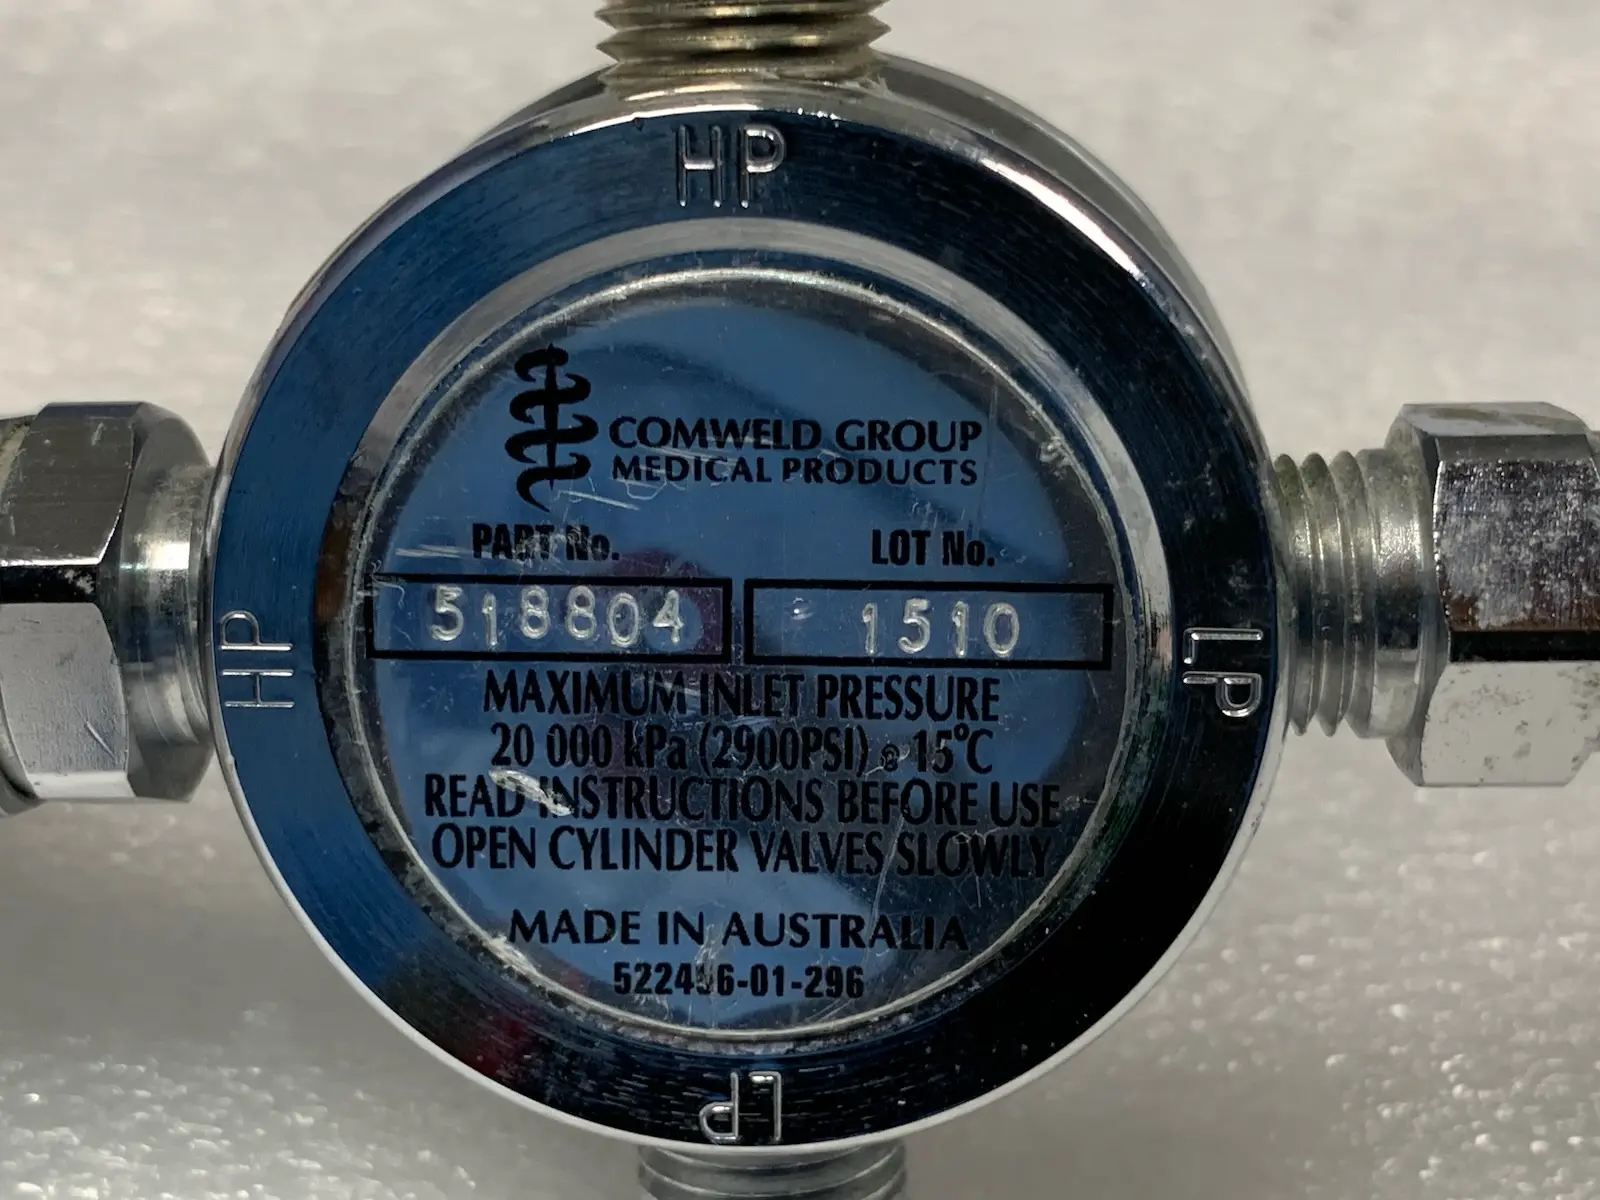 HP
COMWELD GROUP
MEDICAL PRODUCTS
PART No. LOT No.
518804 1510
HP LP
MAXIMUM INLET PRESSURE
20 000 kPa (2900PSI) @ 15°C
READ INSTRUCTIONS BEFORE USE
OPEN CYLINDER VALVES SLOWLY
MADE IN AUSTRALIA
LP